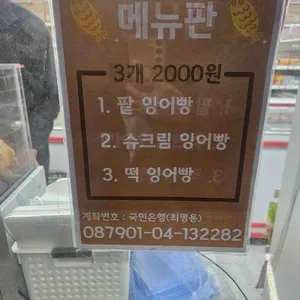 메뉴판
3개 2000원
1. 팥 잉어빵
2. 슈크림 잉어빵
3. 떡 잉어빵
계좌번호 : 국민은행(최명용)
087901-04-132282